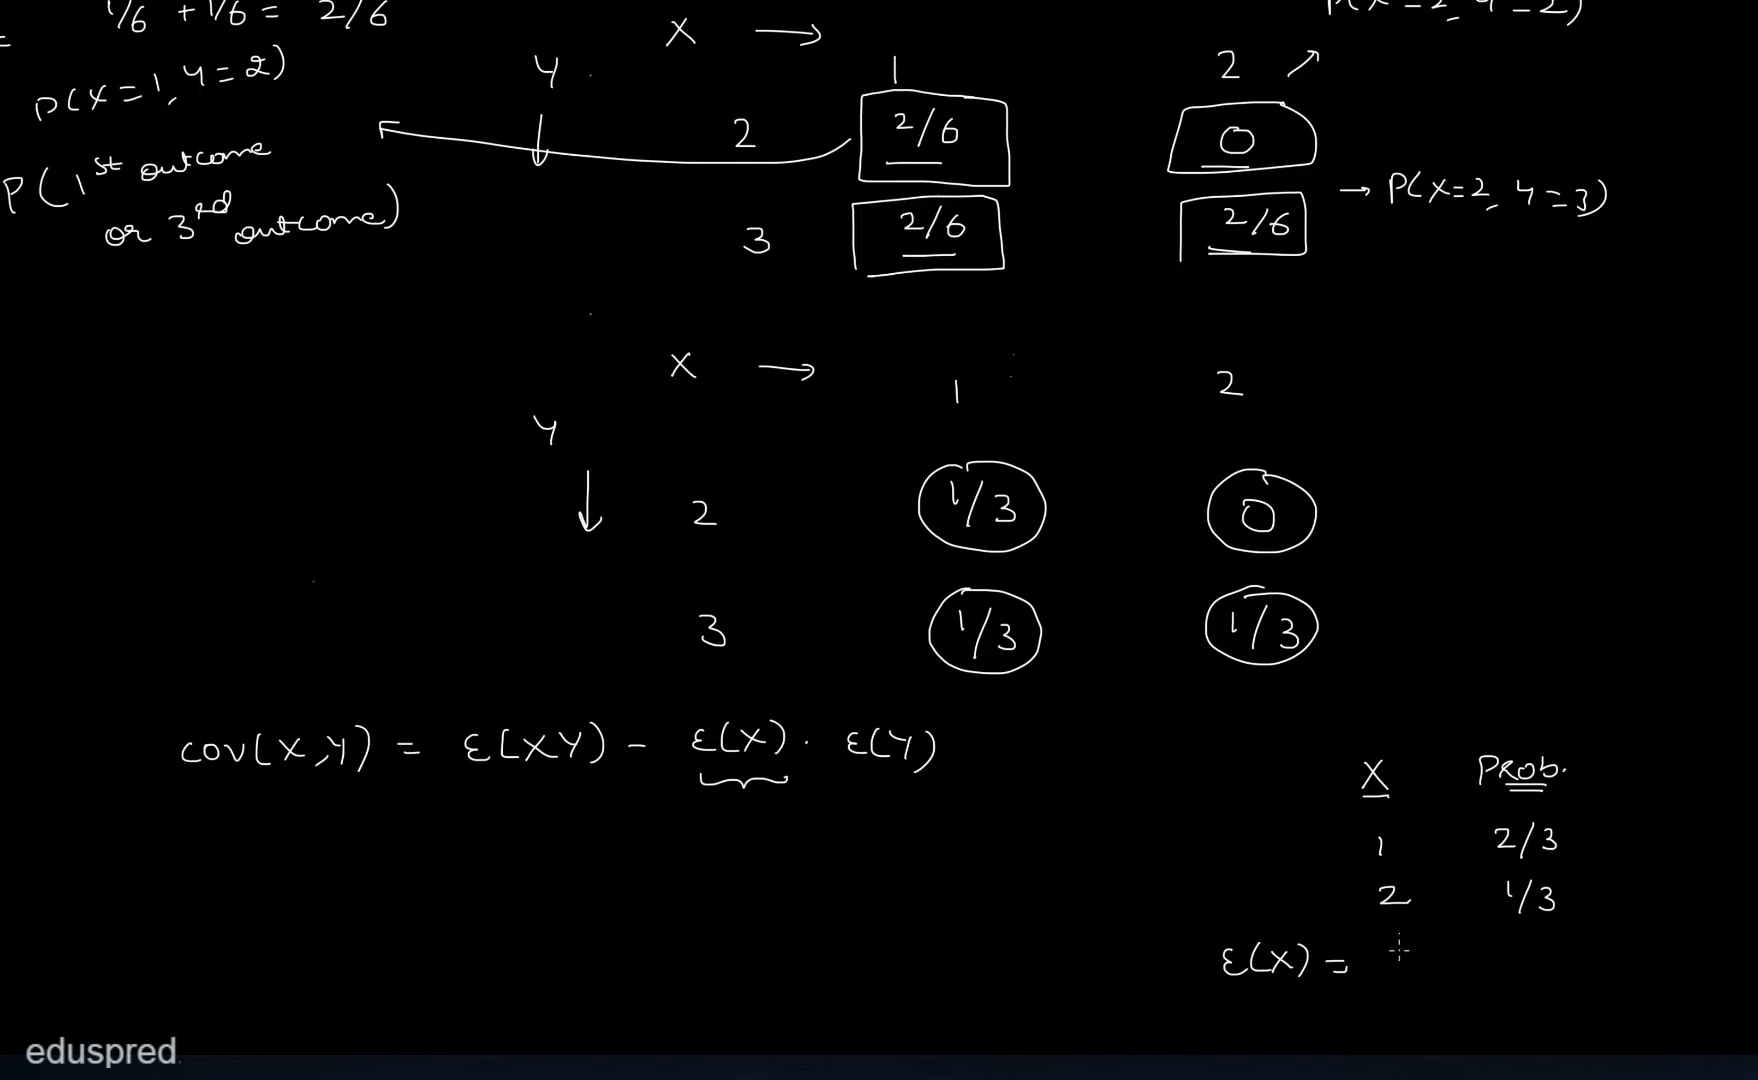 = 1/6 + 1/6 = 2/6
P(X=2, Y=2)
X →
Y 1 2
P(X=1, Y=2)
2 2/6 0
P(1st outcome
or 3rd outcome)
→ P(X=2, Y=3)
3 2/6 2/6
X → 1 2
Y
2 1/3 0
3 1/3 1/3
cov(X,Y) = E(XY) - E(X) . E(Y)
X Prob.
1 2/3
2 1/3
E(X) =
eduspred